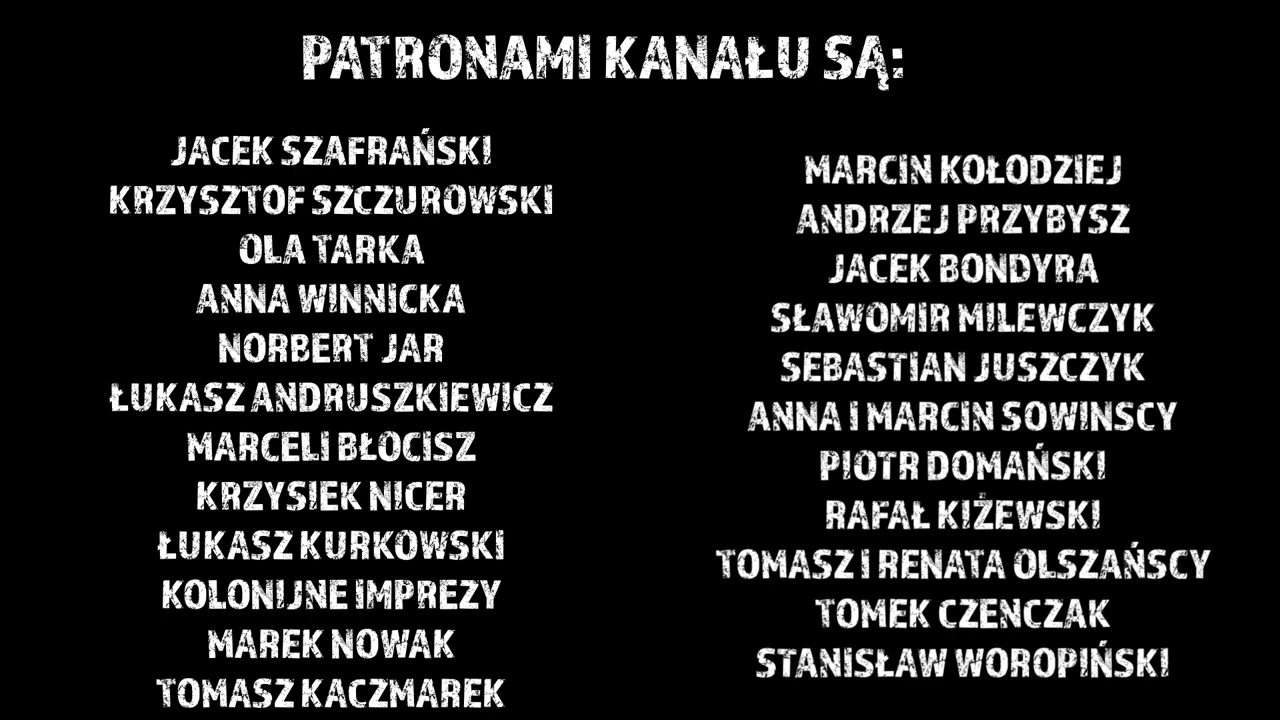 PATRONAMI KANAŁU SĄ:
JACEK SZAFRAŃSKI
KRZYSZTOF SZCZUROWSKI
OLA TARKA
ANNA WINNICKA
NORBERT JAR
ŁUKASZ ANDRUSZKIEWICZ
MARCELI BŁOCISZ
KRZYSIEK NICER
ŁUKASZ KURKOWSKI
KOLONIJNE IMPREZY
MAREK NOWAK
TOMASZ KACZMAREK
MARCIN KOŁODZIEJ
ANDRZEJ PRZYBYSZ
JACEK BONDYRA
SŁAWOMIR MILEWCZYK
SEBASTIAN JUSZCZYK
ANNA I MARCIN SOWINSCY
PIOTR DOMAŃSKI
RAFAŁ KIŻEWSKI
TOMASZ I RENATA OLSZAŃSCY
TOMEK CZENCZAK
STANISŁAW WOROPIŃSKI